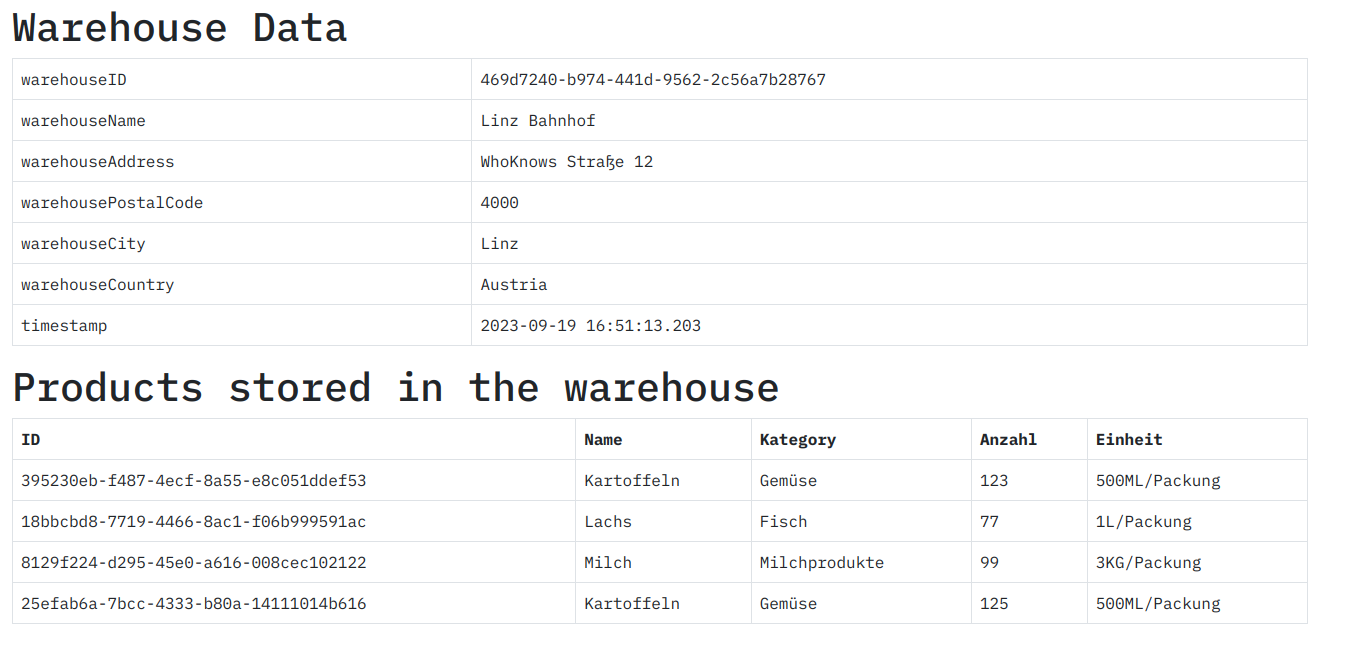 Warehouse Data
warehouseID 469d7240-b974-441d-9562-2c56a7b28767
warehouseName Linz Bahnhof
warehouseAddress WhoKnows Straße 12
warehousePostalCode 4000
warehouseCity Linz
warehouseCountry Austria
timestamp 2023-09-19 16:51:13.203
Products stored in the warehouse
ID Name Kategory Anzahl Einheit
395230eb-f487-4ecf-8a55-e8c051ddef53 Kartoffeln Gemüse 123 500ML/Packung
18bbcbd8-7719-4466-8ac1-f06b999591ac Lachs Fisch 77 1L/Packung
8129f224-d295-45e0-a616-008cec102122 Milch Milchprodukte 99 3KG/Packung
25efab6a-7bcc-4333-b80a-14111014b616 Kartoffeln Gemüse 125 500ML/Packung